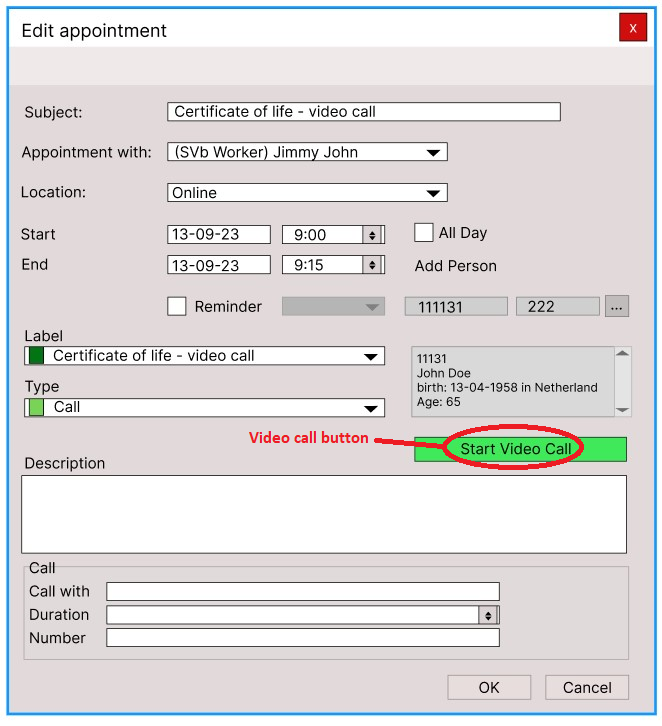 Edit appointment
x
Subject: Certificate of life - video call
Appointment with: (SVb Worker) Jimmy John
Location: Online
Start 13-09-23 9:00 All Day
End 13-09-23 9:15 Add Person
Reminder 111131 222 ...
Label
Certificate of life - video call
11131
John Doe
birth: 13-04-1958 in Netherland
Age: 65
Type
Call
Video call button Start Video Call
Description
Call
Call with
Duration
Number
OK Cancel